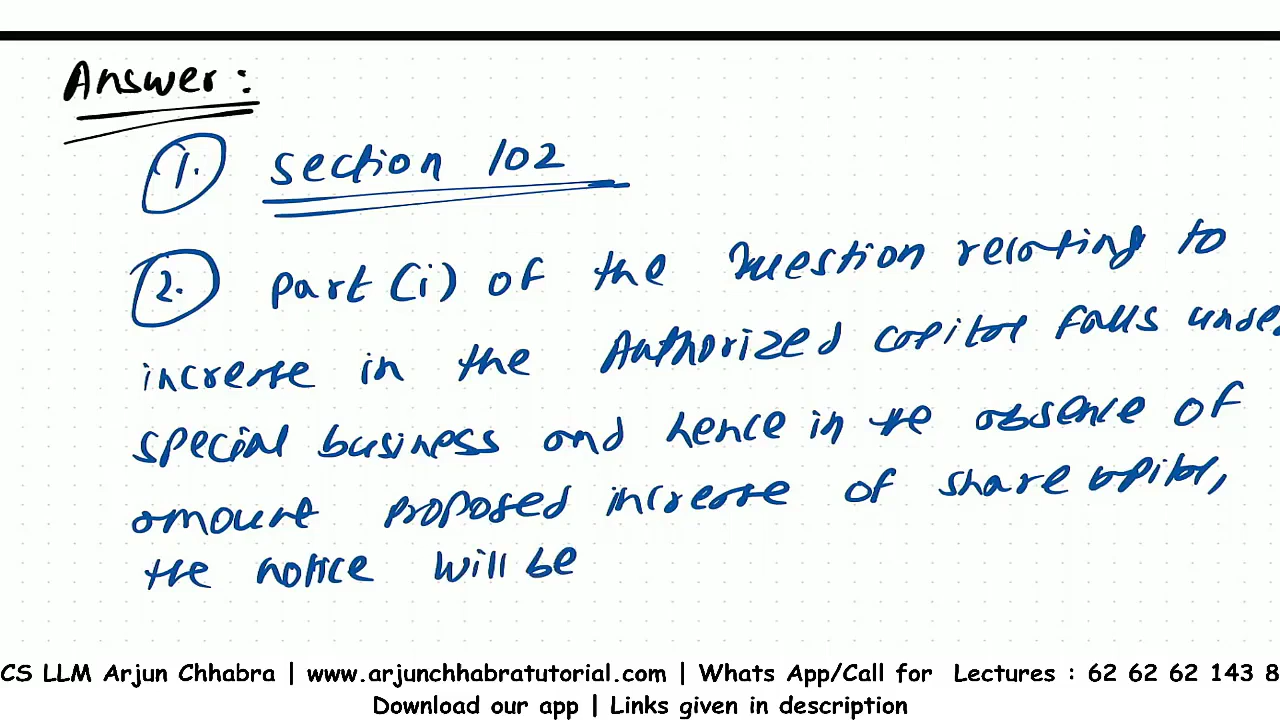 Answer:
1. section 102
2. Part (i) of the Question relating to
increase in the Authorized capital falls under
special business and hence in the absence of
amount proposed increase of share capital,
the notice will be
CS LLM Arjun Chhabra | www.arjunchhabratutorial.com | Whats App/Call for Lectures : 62 62 62 143 8
Download our app | Links given in description